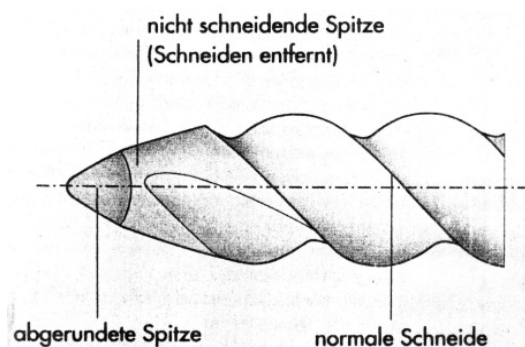 nicht schneidende Spitze
(Schneiden entfernt)
abgerundete Spitze
normale Schneide